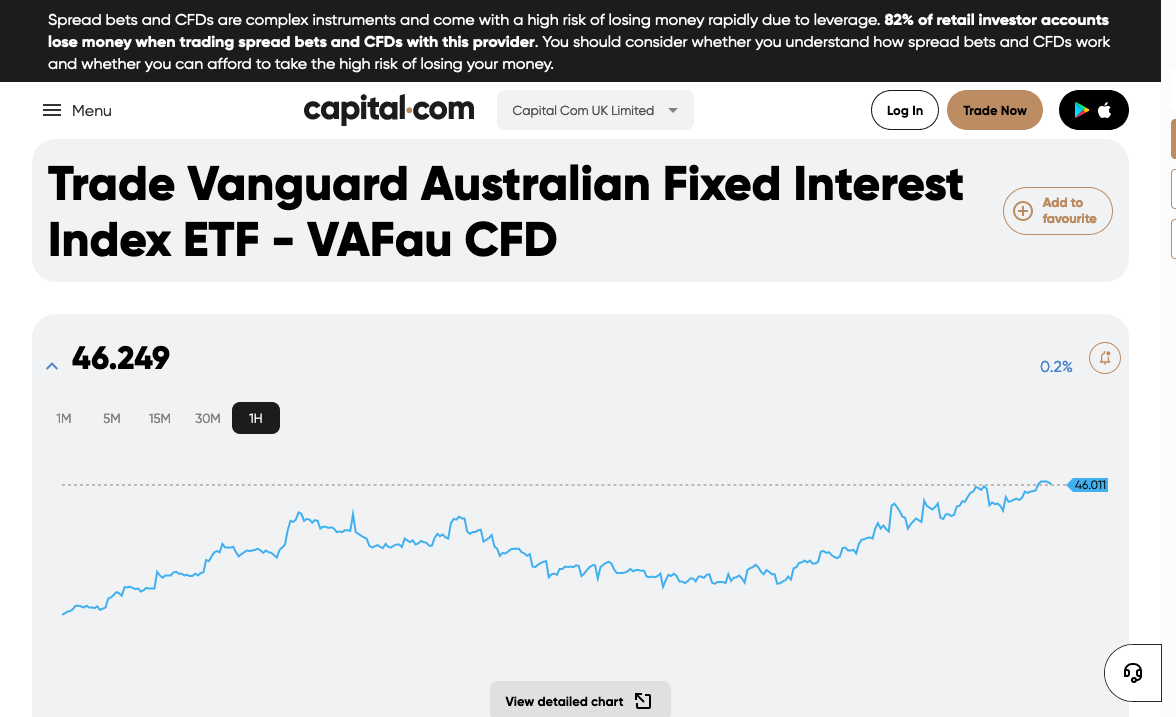 Spread bets and CFDs are complex instruments and come with a high risk of losing money rapidly due to leverage. 82% of retail investor accounts
lose money when trading spread bets and CFDs with this provider. You should consider whether you understand how spread bets and CFDs work
and whether you can afford to take the high risk of losing your money.
Menu
capital.com
Capital Com UK Limited
Log In
Trade Now
Trade Vanguard Australian Fixed Interest
Index ETF - VAFau CFD
Add to
favourite
46.249
0.2%
1M 5M 15M 30M 1H
46.011
View detailed chart